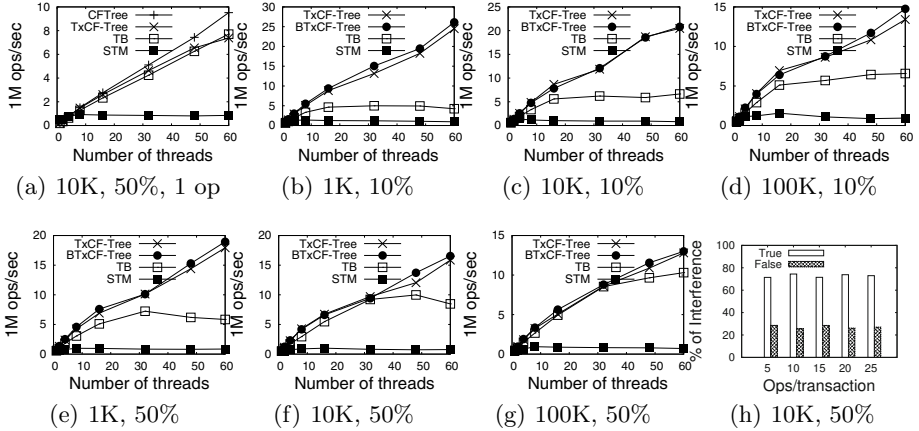 CFTree
TxCF-Tree
TB
STM
1M ops/sec
10
8
6
4
2
0
0 10 20 30 40 50 60
Number of threads
(a) 10K, 50%, 1 op
TxCF-Tree
BTxCF-Tree
TB
STM
1M ops/sec
30
25
20
15
10
5
0
0 10 20 30 40 50 60
Number of threads
(b) 1K, 10%
TxCF-Tree
BTxCF-Tree
TB
STM
1M ops/sec
25
20
15
10
5
0
0 10 20 30 40 50 60
Number of threads
(c) 10K, 10%
TxCF-Tree
BTxCF-Tree
TB
STM
1M ops/sec
14
12
10
8
6
4
2
0
0 10 20 30 40 50 60
Number of threads
(d) 100K, 10%
TxCF-Tree
BTxCF-Tree
TB
STM
1M ops/sec
20
15
10
5
0
0 10 20 30 40 50 60
Number of threads
(e) 1K, 50%
TxCF-Tree
BTxCF-Tree
TB
STM
1M ops/sec
20
15
10
5
0
0 10 20 30 40 50 60
Number of threads
(f) 10K, 50%
TxCF-Tree
BTxCF-Tree
TB
STM
1M ops/sec
15
10
5
0
0 10 20 30 40 50 60
Number of threads
(g) 100K, 50%
True
False
% of Interference
100
80
60
40
20
0
5 10 15 20 25
Ops/transaction
(h) 10K, 50%